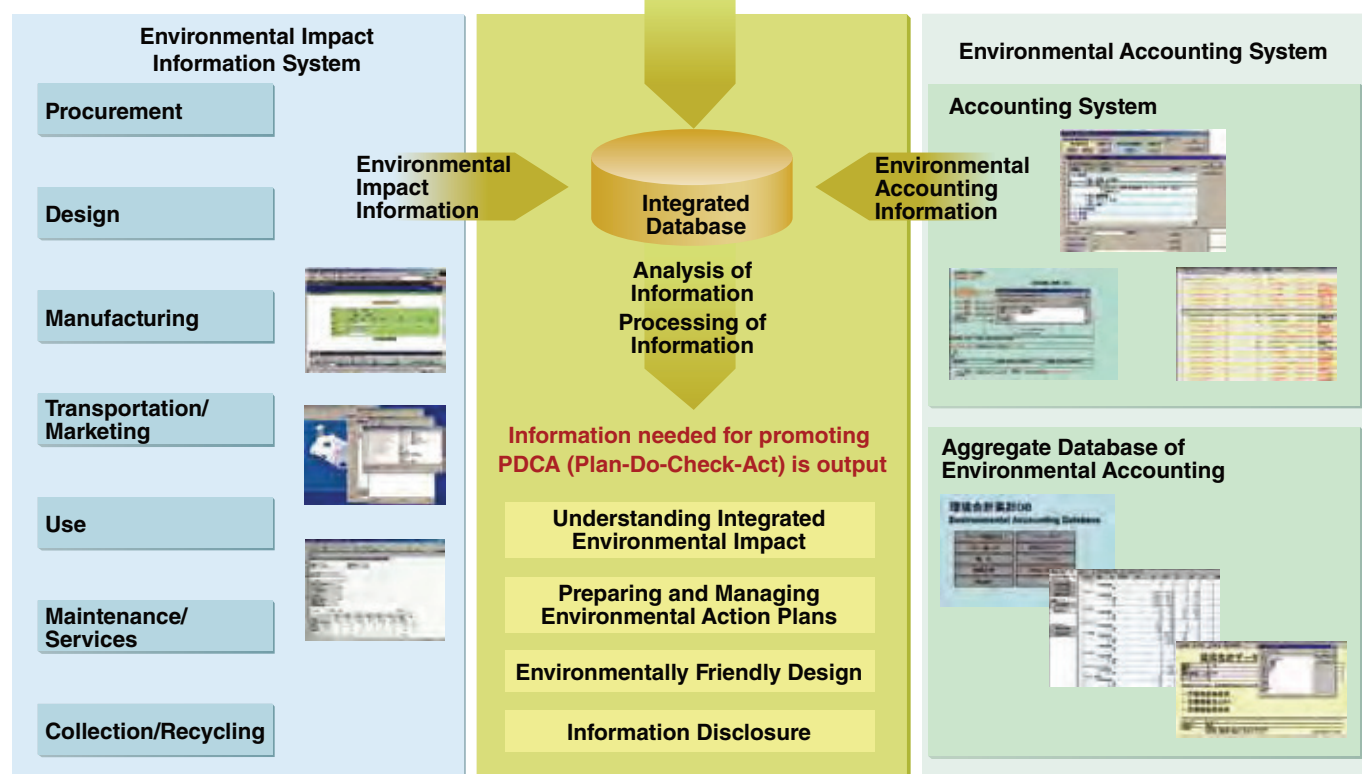 Environmental Impact
Information System
Procurement
Design
Manufacturing
Transportation/
Marketing
Use
Maintenance/
Services
Collection/Recycling
Environmental
Impact
Information
Integrated
Database
Analysis of
Information
Processing of
Information
Information needed for promoting
PDCA (Plan-Do-Check-Act) is output
Understanding Integrated
Environmental Impact
Preparing and Managing
Environmental Action Plans
Environmentally Friendly Design
Information Disclosure
Environmental
Accounting
Information
Environmental Accounting System
Accounting System
Aggregate Database of
Environmental Accounting
環境会計集計DB
Environmental Accounting Database